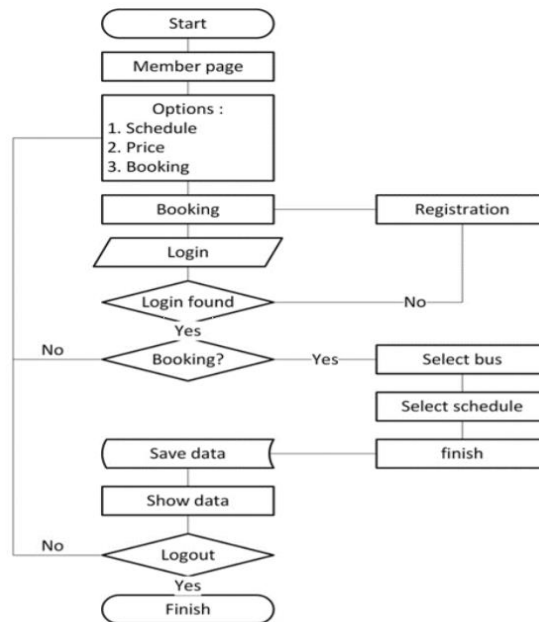 Start
Member page
Options :
1. Schedule
2. Price
3. Booking
Booking
Registration
Login
Login found
No
Yes
No
Booking?
Yes
Select bus
Select schedule
Save data
finish
Show data
No
Logout
Yes
Finish